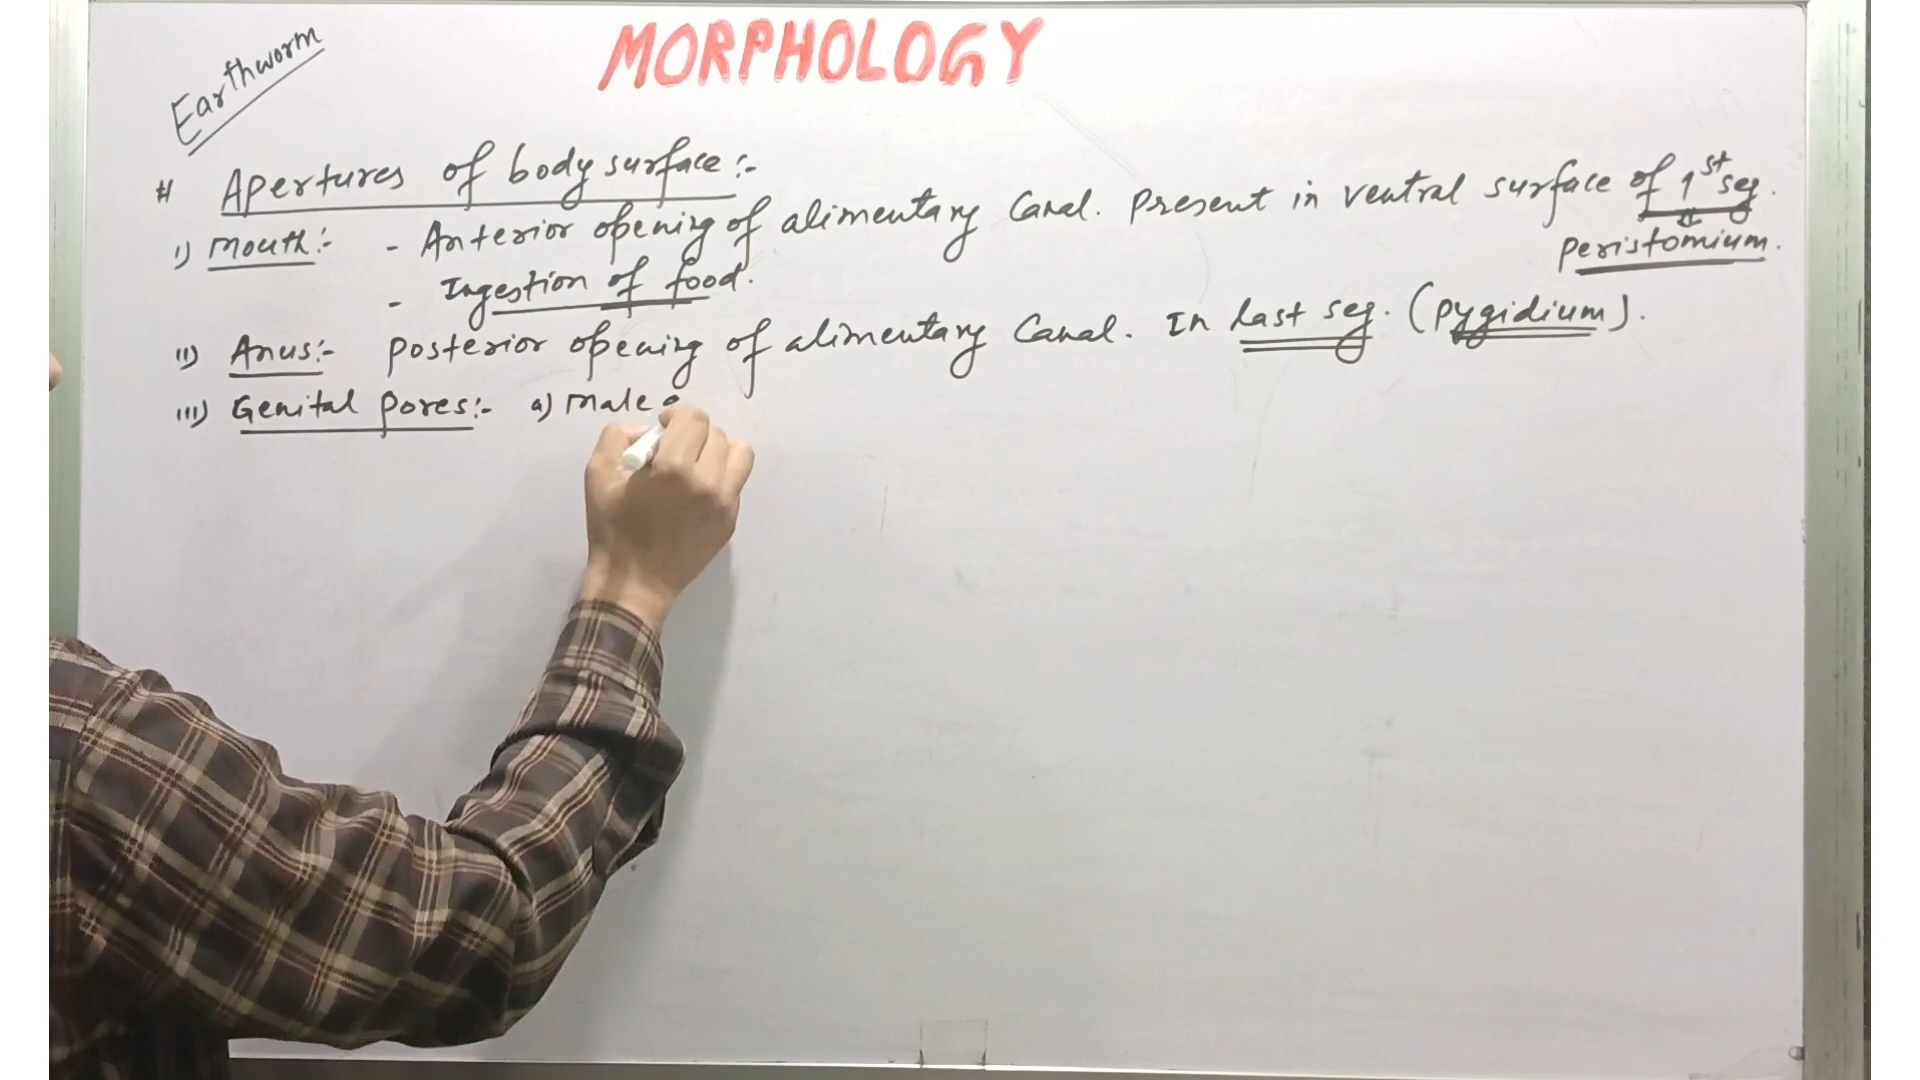 MORPHOLOGY
Earthworm
# Apertures of body surface:-
i) Mouth:- - Anterior opening of alimentary Canal. Present in ventral surface of 1st seg.
Peristomium.
- Ingestion of food.
ii) Anus:- Posterior opening of alimentary Canal. In last seg. (Pygidium).
iii) Genital Pores:- a) Male